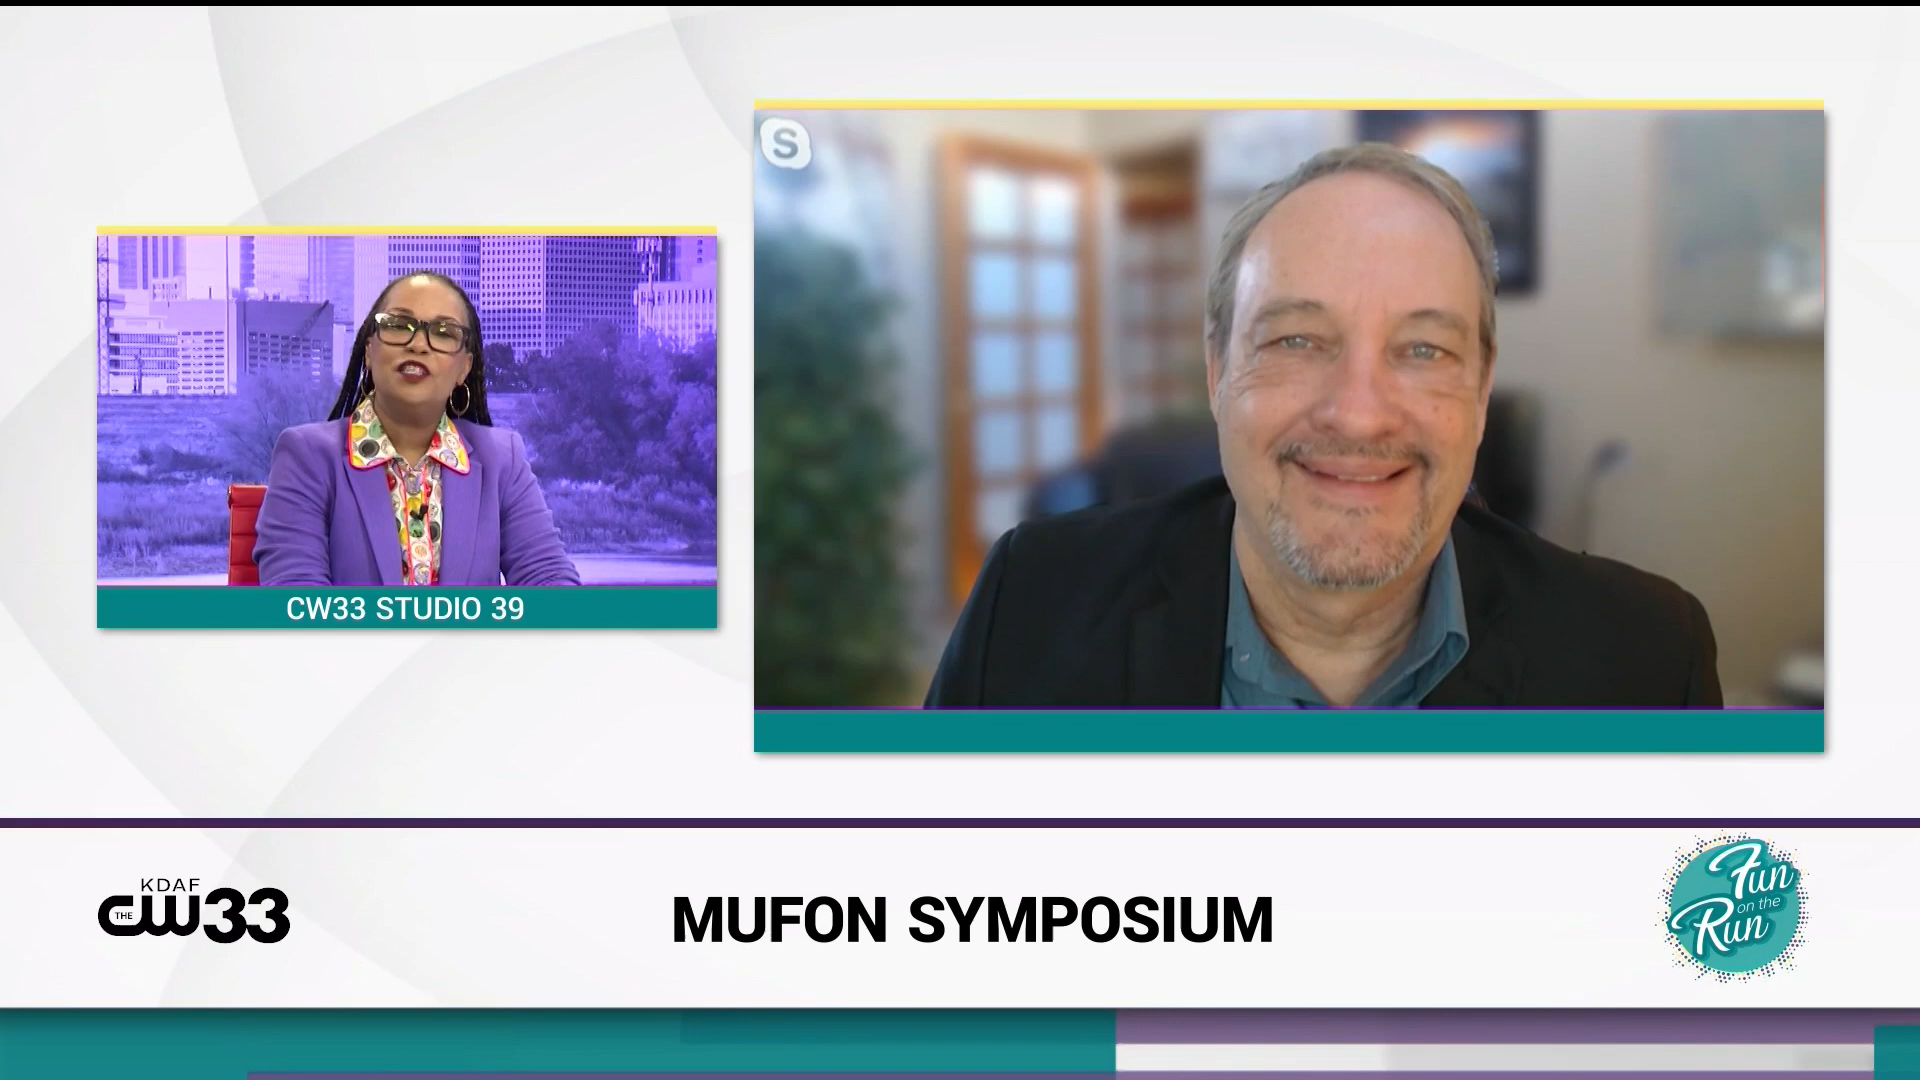 S
CW33 STUDIO 39
KDAF
THE CW33
MUFON SYMPOSIUM
Fun
on the
Run